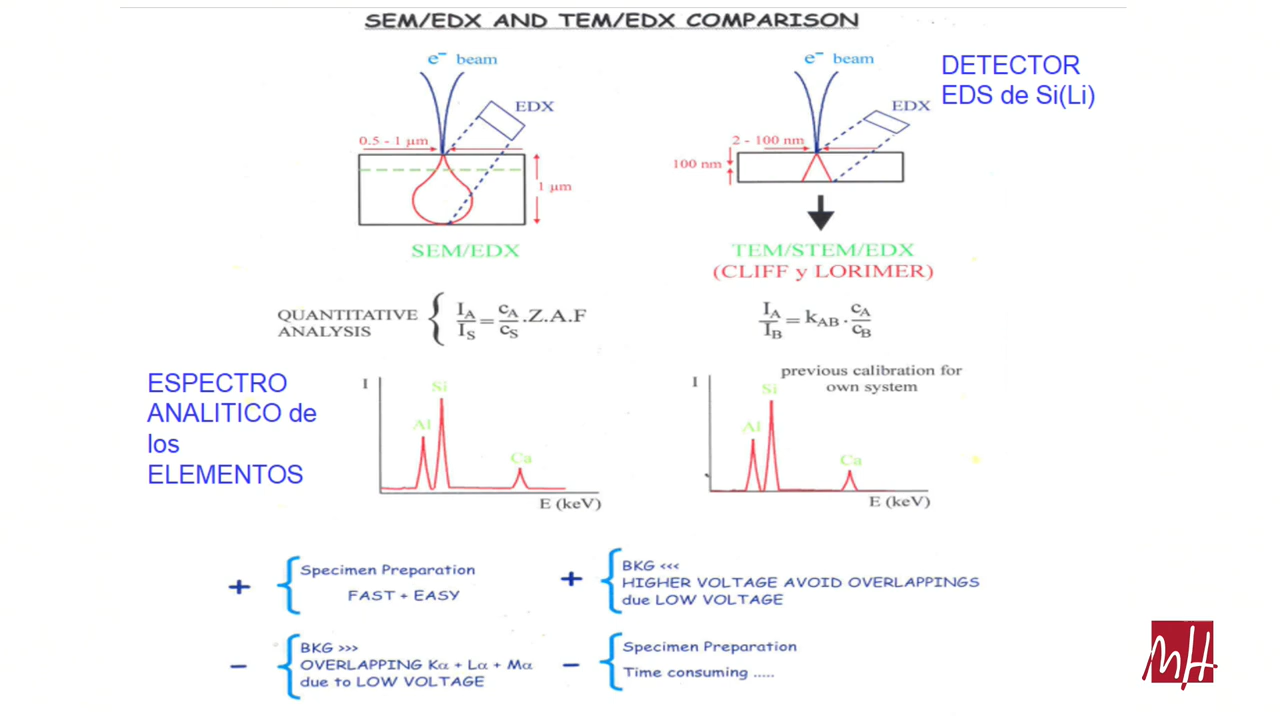 SEM/EDX AND TEM/EDX COMPARISON
e⁻ beam
EDX
0.5 - 1 µm
1 µm
SEM/EDX
e⁻ beam
EDX
DETECTOR
EDS de Si(Li)
2 - 100 nm
100 nm
TEM/STEM/EDX
(CLIFF y LORIMER)
QUANTITATIVE
ANALYSIS
I_A/I_S = c_A/c_S .Z.A.F
I_A/I_B = k_AB . c_A/c_B
ESPECTRO
ANALITICO de
los
ELEMENTOS
I
Al
Si
Ca
E (keV)
previous calibration for
own system
I
Al
Si
Ca
E (keV)
+
Specimen Preparation
FAST + EASY
+
BKG <<<
HIGHER VOLTAGE AVOID OVERLAPPINGS
due LOW VOLTAGE
-
BKG >>>
OVERLAPPING Kα + Lα + Mα
due to LOW VOLTAGE
-
Specimen Preparation
Time consuming .....
MH